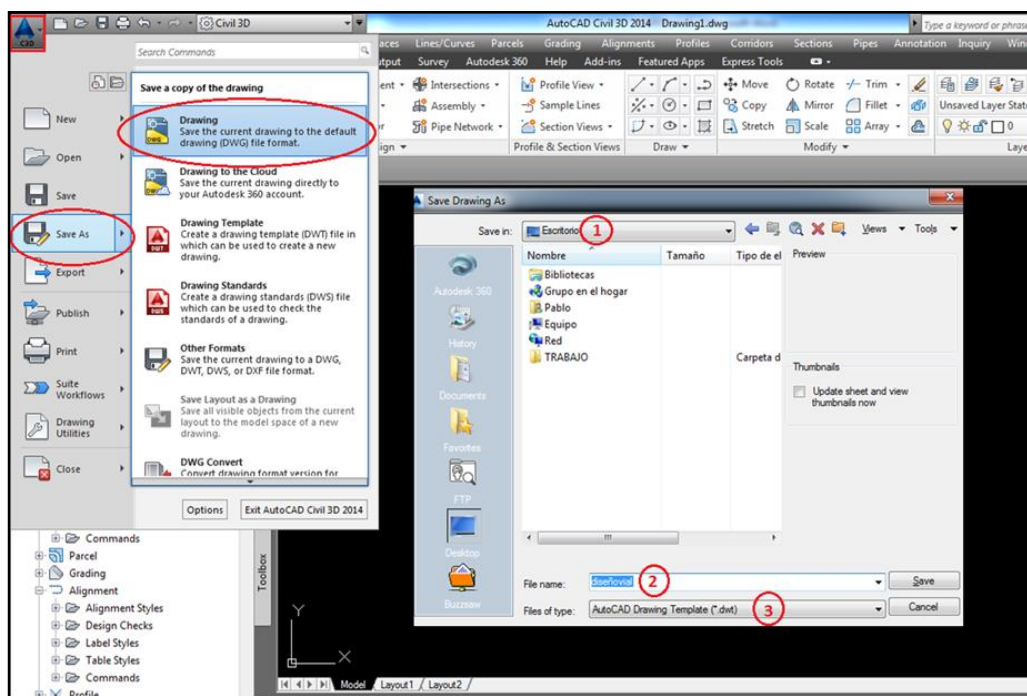 Civil 3D
AutoCAD Civil 3D 2014 Drawing1.dwg
Type a keyword or phrase
C3D
Search Commands
Lines/Curves Parcels Grading Alignments Profiles Corridors Sections Pipes Annotation Inquiry
Survey Autodesk 360 Help Add-ins Featured Apps Express Tools
Save a copy of the drawing
Intersections
Assembly
Pipe Network
Profile View
Sample Lines
Section Views
Profile & Section Views
Draw
Move
Rotate
Trim
Copy
Mirror
Fillet
Stretch
Scale
Array
Modify
Unsaved Layer State
0
New
Open
Save
Save As
Export
Publish
Print
Suite
Workflows
Drawing
Utilities
Close
Drawing
Save the current drawing to the default
drawing (DWG) file format.
Drawing to the Cloud
Save the current drawing directly to
your Autodesk 360 account.
Drawing Template
Create a drawing template (DWT) file in
which can be used to create a new
drawing.
Drawing Standards
Create a drawing standards (DWS) file
which can be used to check the
standards of a drawing.
Other Formats
Save the current drawing to a DWG,
DWT, DWS, or DXF file format.
Save Layout as a Drawing
Save all visible objects from the current
layout to the model space of a new
drawing.
DWG Convert
Convert drawing format version for
Options
Exit AutoCAD Civil 3D 2014
Save Drawing As
Save in:
Escritorio
1
Views
Tools
Nombre Tamaño Tipo de el
Bibliotecas
Grupo en el hogar
Pablo
Equipo
Red
TRABAJO Carpeta d
Preview
Thumbnails
Update sheet and view
thumbnails now
Autodesk 360
History
Documents
Favorites
FTP
Desktop
Buzzsaw
File name:
diseñovial
2
Save
Files of type:
AutoCAD Drawing Template (*.dwt)
3
Cancel
Commands
Parcel
Grading
Alignment
Alignment Styles
Design Checks
Label Styles
Table Styles
Commands
Profile
Toolbox
Y
X
Model
Layout1
Layout2